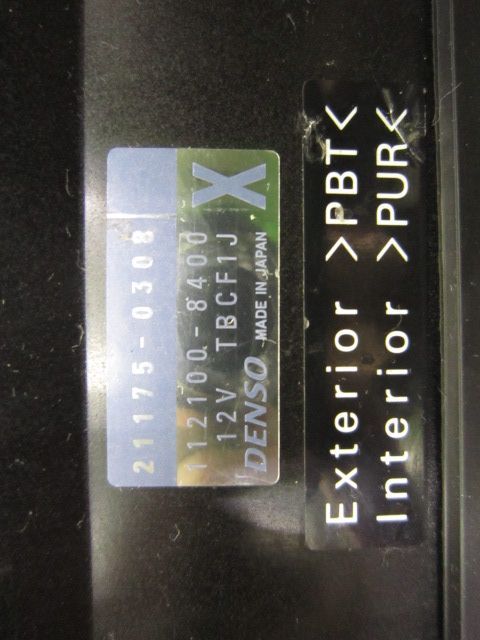 21175-0308
112100-8400
12V TBCF1J
DENSO MADE IN JAPAN
X
Exterior >PBT<
Interior >PUR<